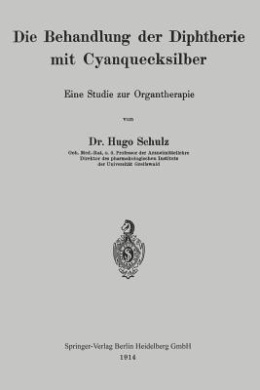 Die Behandlung der Diphtherie
mit Cyanquecksilber
Eine Studie zur Organtherapie
von
Dr. Hugo Schulz
Geh. Med.-Rat, o. ö. Professor der Arzneimittellehre
Direktor des pharmakologischen Instituts
der Universität Greifswald
Springer-Verlag Berlin Heidelberg GmbH
1914